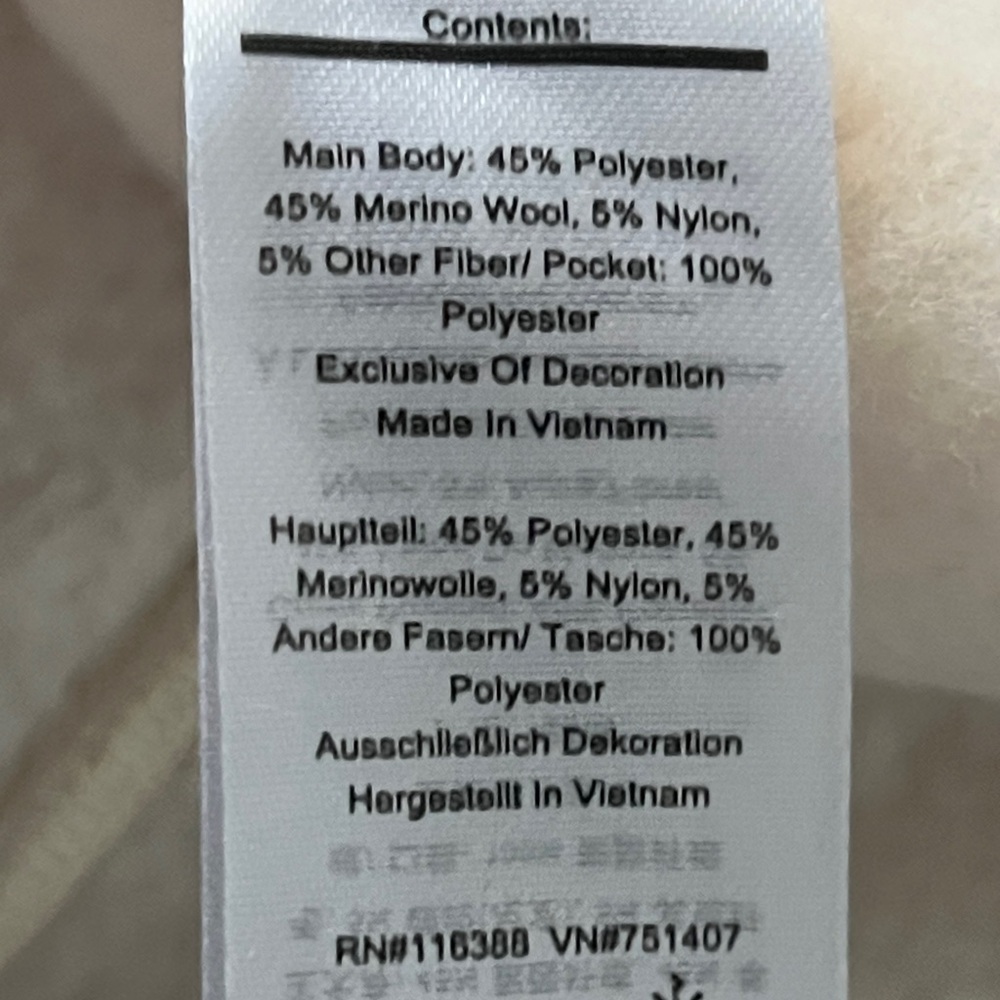 Contents:
Main Body: 45% Polyester,
45% Merino Wool, 5% Nylon,
5% Other Fiber/ Pocket: 100%
Polyester
Exclusive Of Decoration
Made In Vietnam
Hauptteil: 45% Polyester, 45%
Merinowolle, 5% Nylon, 5%
Andere Fasern/ Tasche: 100%
Polyester
Ausschließlich Dekoration
Hergestellt In Vietnam
RN#116388 VN#751407